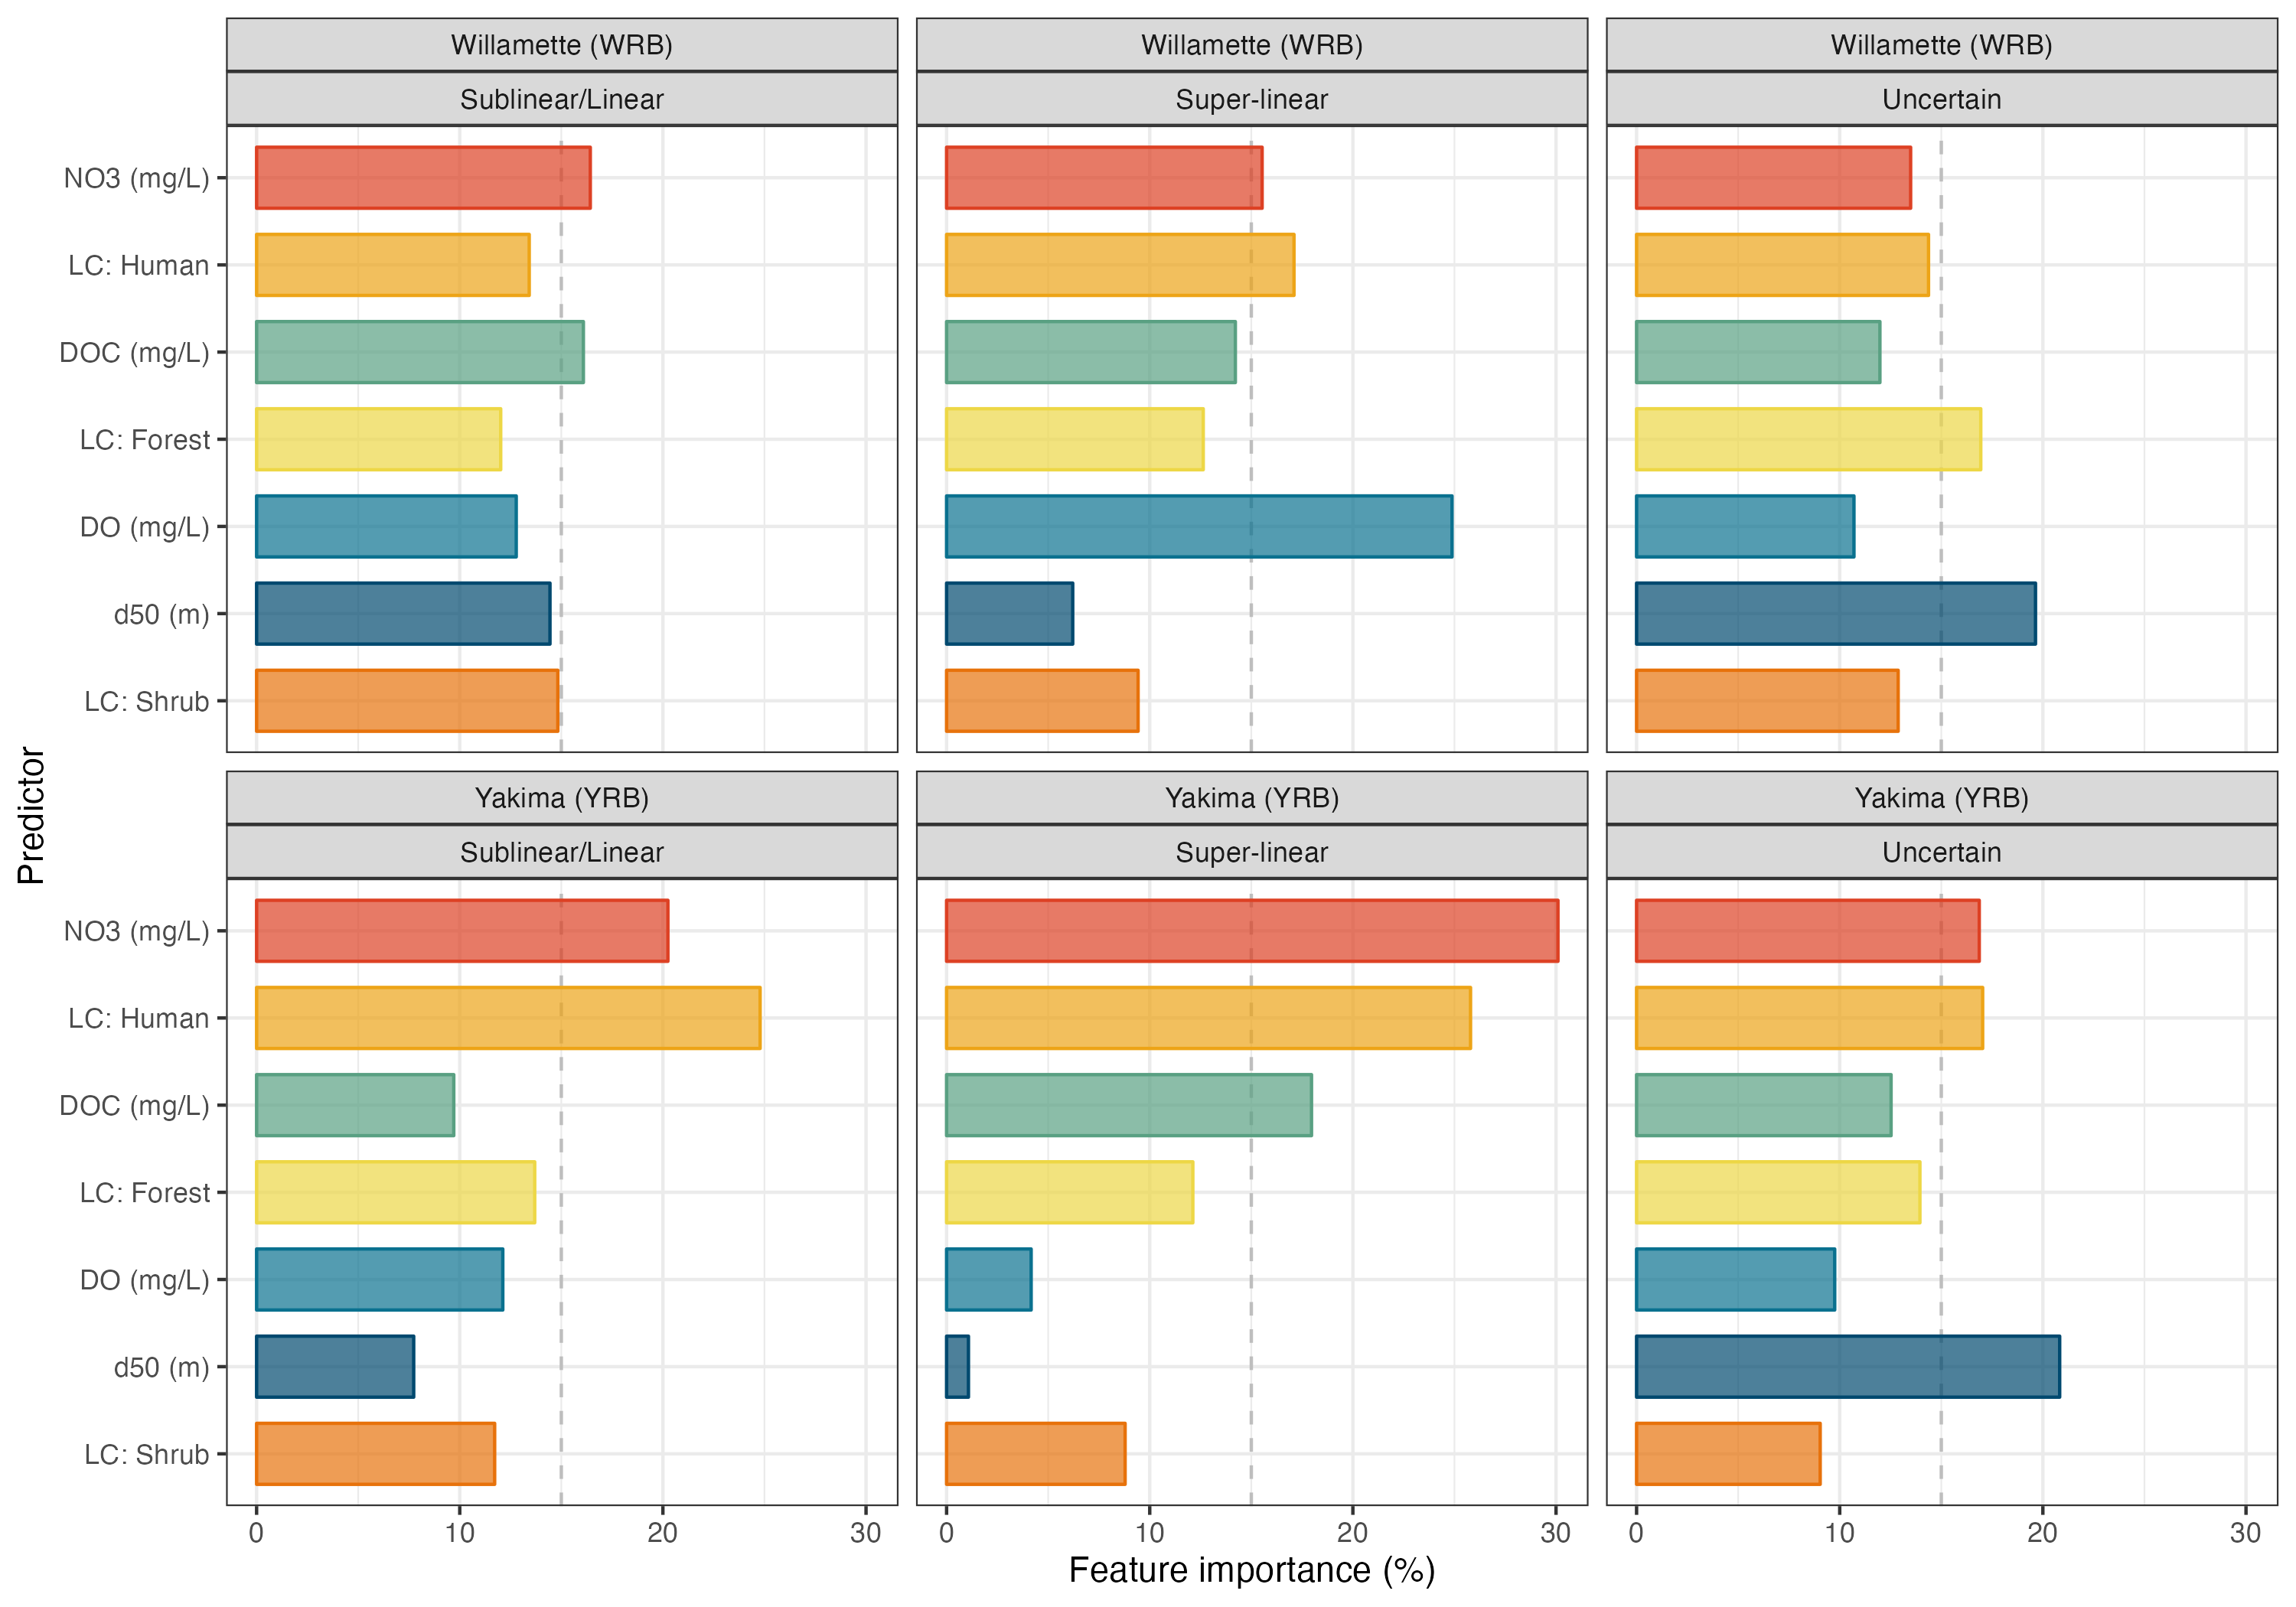 Willamette (WRB)
Willamette (WRB)
Willamette (WRB)
Sublinear/Linear
Super-linear
Uncertain
NO3 (mg/L)
LC: Human
DOC (mg/L)
LC: Forest
DO (mg/L)
d50 (m)
LC: Shrub
Predictor
Yakima (YRB)
Yakima (YRB)
Yakima (YRB)
Sublinear/Linear
Super-linear
Uncertain
NO3 (mg/L)
LC: Human
DOC (mg/L)
LC: Forest
DO (mg/L)
d50 (m)
LC: Shrub
0 10 20 30
0 10 20 30
0 10 20 30
Feature importance (%)